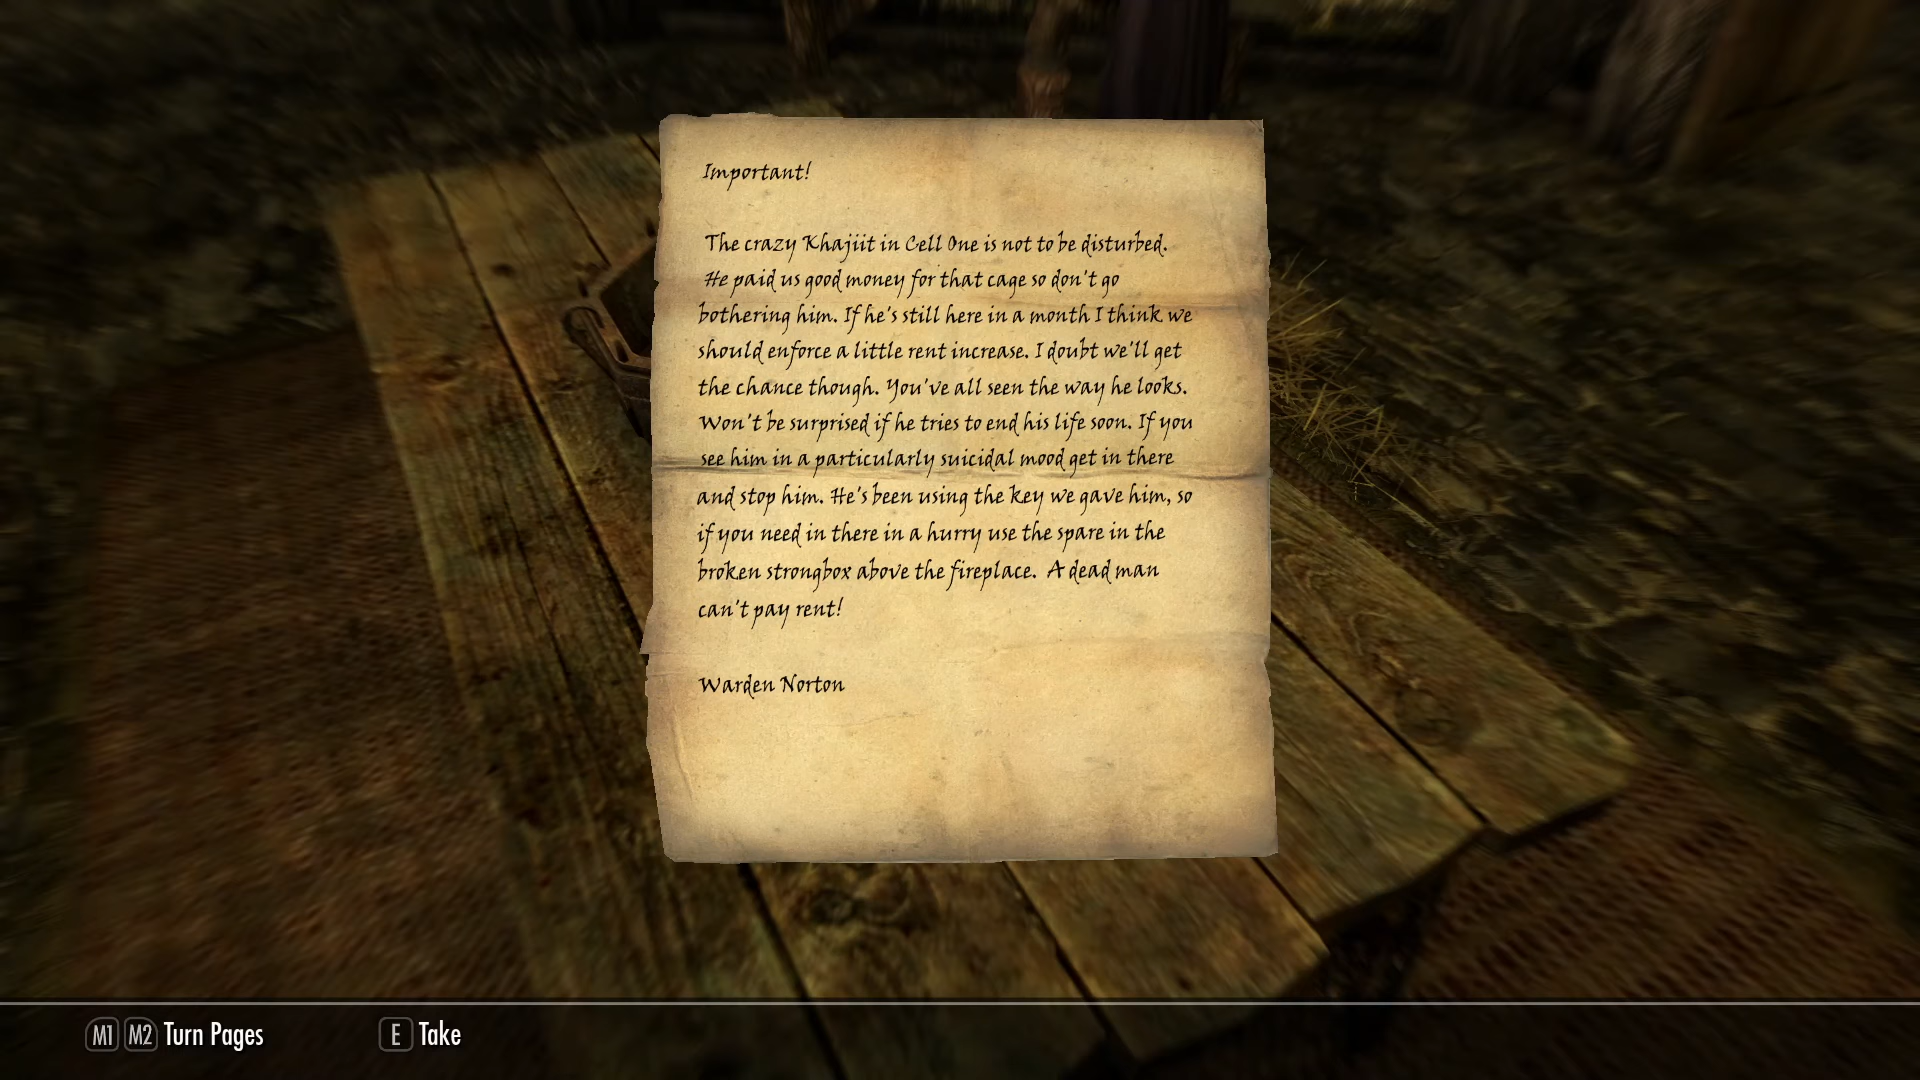 Important!
The crazy Khajiit in Cell One is not to be disturbed.
He paid us good money for that cage so don't go
bothering him. If he's still here in a month I think we
should enforce a little rent increase. I doubt we'll get
the chance though. You've all seen the way he looks.
Won't be surprised if he tries to end his life soon. If you
see him in a particularly suicidal mood get in there
and stop him. He's been using the key we gave him, so
if you need in there in a hurry use the spare in the
broken strongbox above the fireplace. A dead man
can't pay rent!
Warden Norton
M1 M2 Turn Pages E Take